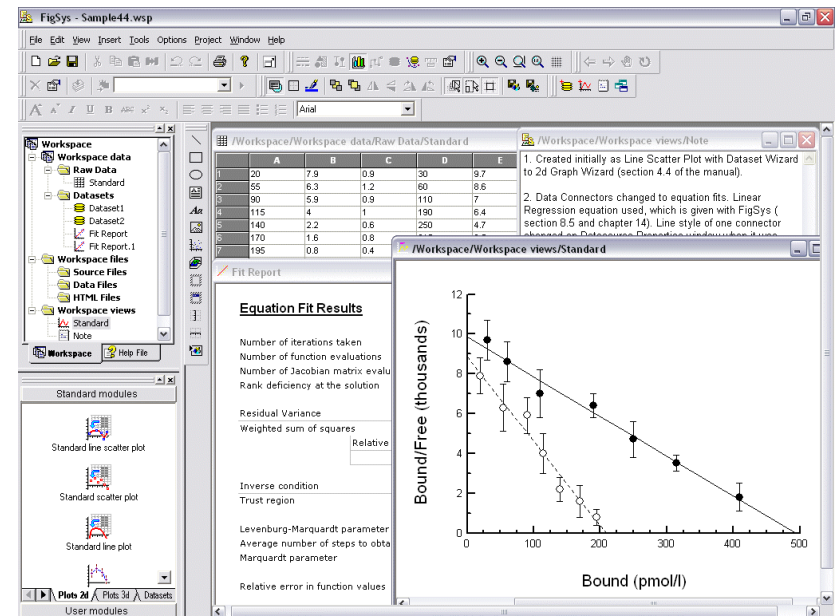 FigSys - Sample44.wsp
File Edit View Insert Tools Options Project Window Help
Arial
Workspace
Workspace data
Raw Data
Standard
Datasets
Dataset1
Dataset2
Fit Report
Fit Report.1
Workspace files
Source Files
Data Files
HTML Files
Workspace views
Standard
Note
Workspace Help File
Standard modules
Standard line scatter plot
Standard scatter plot
Standard line plot
Plots 2d Plots 3d Datasets
User modules
/Workspace/Workspace data/Raw Data/Standard
A B C D E
1 20 7.9 0.9 30 9.7
2 55 6.3 1.2 60 8.6
3 90 5.9 0.9 110 7
4 115 4 1 190 6.4
5 140 2.2 0.6 250 4.7
6 170 1.6 0.8
7 195 0.8 0.4
/Workspace/Workspace views/Note
1. Created initially as Line Scatter Plot with Dataset Wizard
to 2d Graph Wizard (section 4.4 of the manual).
2. Data Connectors changed to equation fits. Linear
Regression equation used, which is given with FigSys (
section 8.5 and chapter 14). Line style of one connector
Fit Report
Equation Fit Results
Number of iterations taken
Number of function evaluations
Number of Jacobian matrix evalu
Rank deficiency at the solution
Residual Variance
Weighted sum of squares
Relative
Inverse condition
Trust region
Levenburg-Marquardt parameter
Average number of steps to obta
Marquardt parameter
Relative error in function values
/Workspace/Workspace views/Standard
12
10
8
6
4
2
0
Bound/Free (thousands)
0 100 200 300 400 500
Bound (pmol/l)